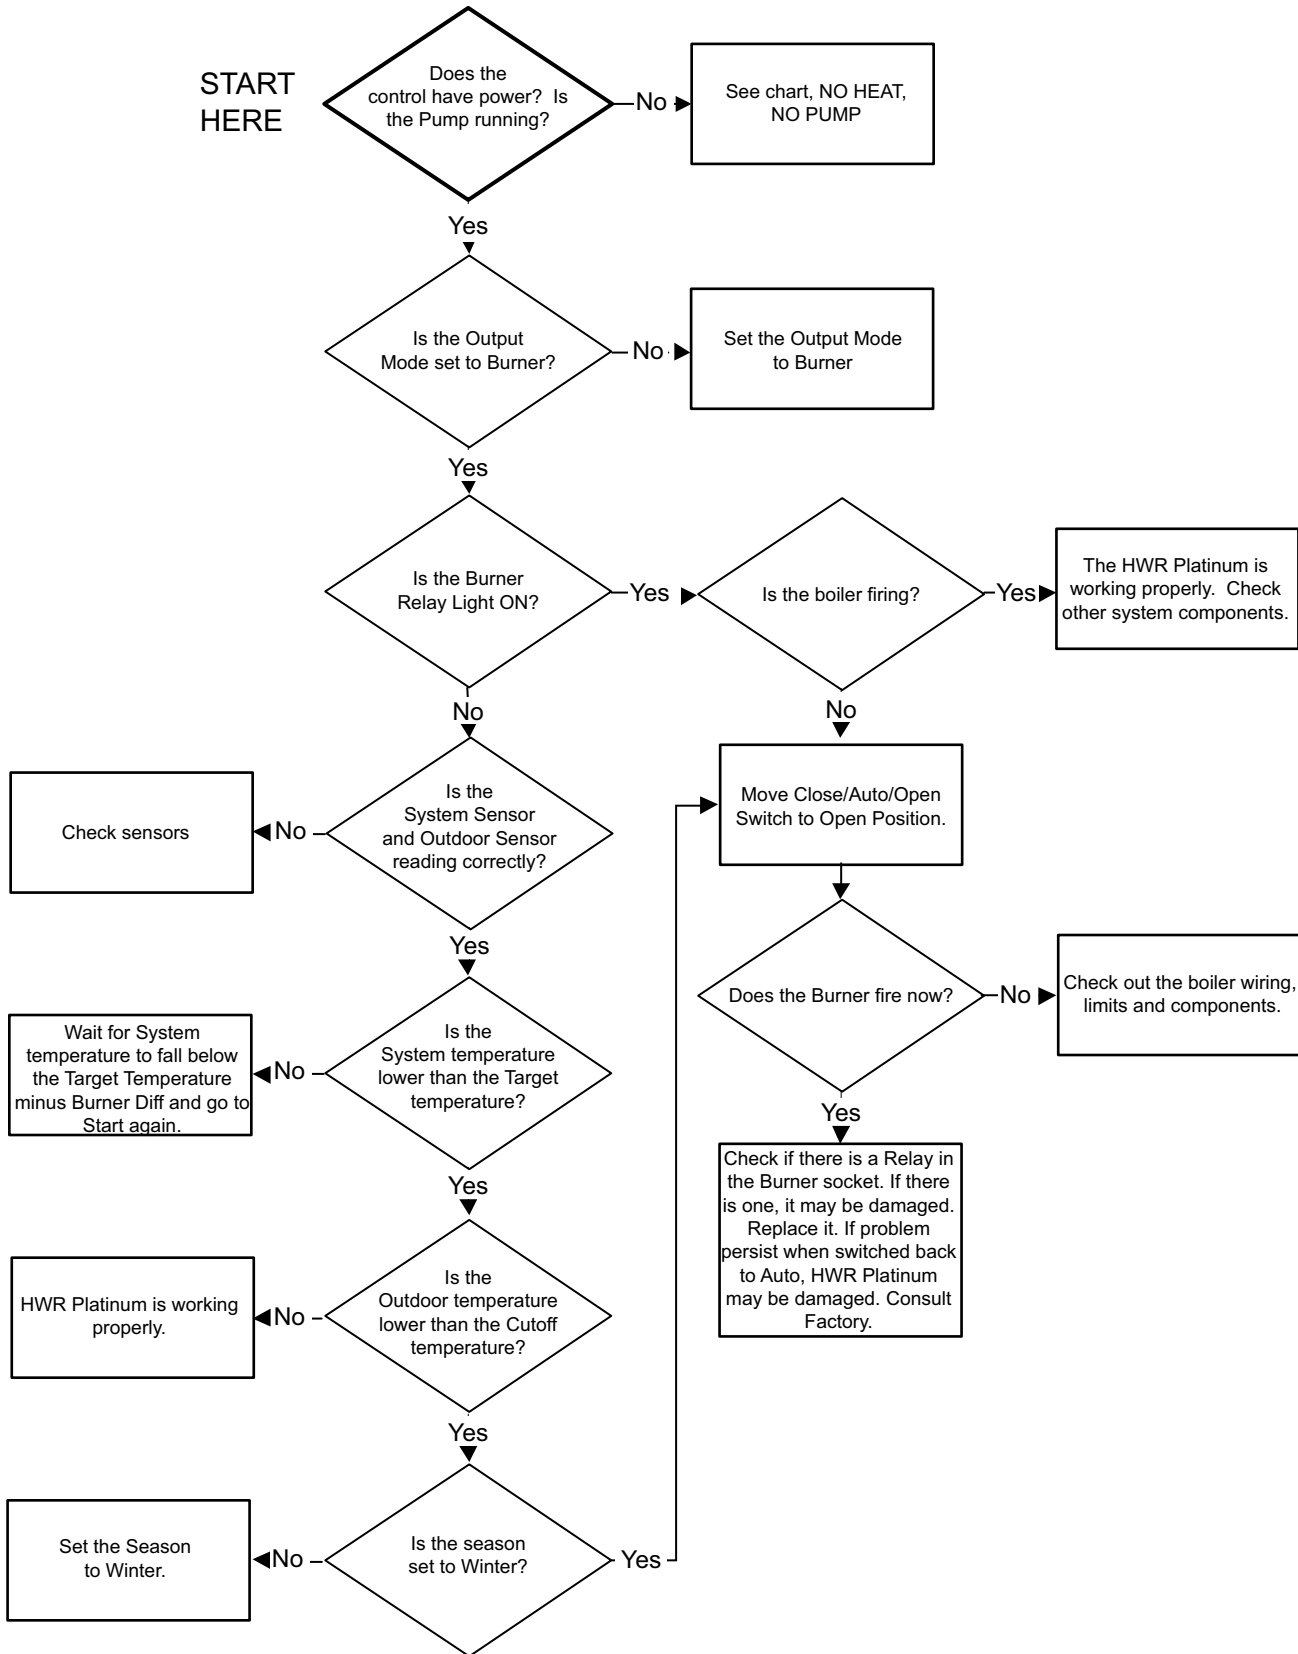 START
HERE
Does the
control have power? Is
the Pump running?
No
See chart, NO HEAT,
NO PUMP
Yes
Is the Output
Mode set to Burner?
No
Set the Output Mode
to Burner
Yes
Is the Burner
Relay Light ON?
Yes
Is the boiler firing?
Yes
The HWR Platinum is
working properly. Check
other system components.
No
No
Move Close/Auto/Open
Switch to Open Position.
Is the
System Sensor
and Outdoor Sensor
reading correctly?
No
Check sensors
Yes
Does the Burner fire now?
No
Check out the boiler wiring,
limits and components.
Is the
System temperature
lower than the Target
temperature?
No
Wait for System
temperature to fall below
the Target Temperature
minus Burner Diff and go to
Start again.
Yes
Check if there is a Relay in
the Burner socket. If there
is one, it may be damaged.
Replace it. If problem
persist when switched back
to Auto, HWR Platinum
may be damaged. Consult
Factory.
Yes
Is the
Outdoor temperature
lower than the Cutoff
temperature?
No
HWR Platinum is working
properly.
Yes
Is the season
set to Winter?
No
Set the Season
to Winter.
Yes